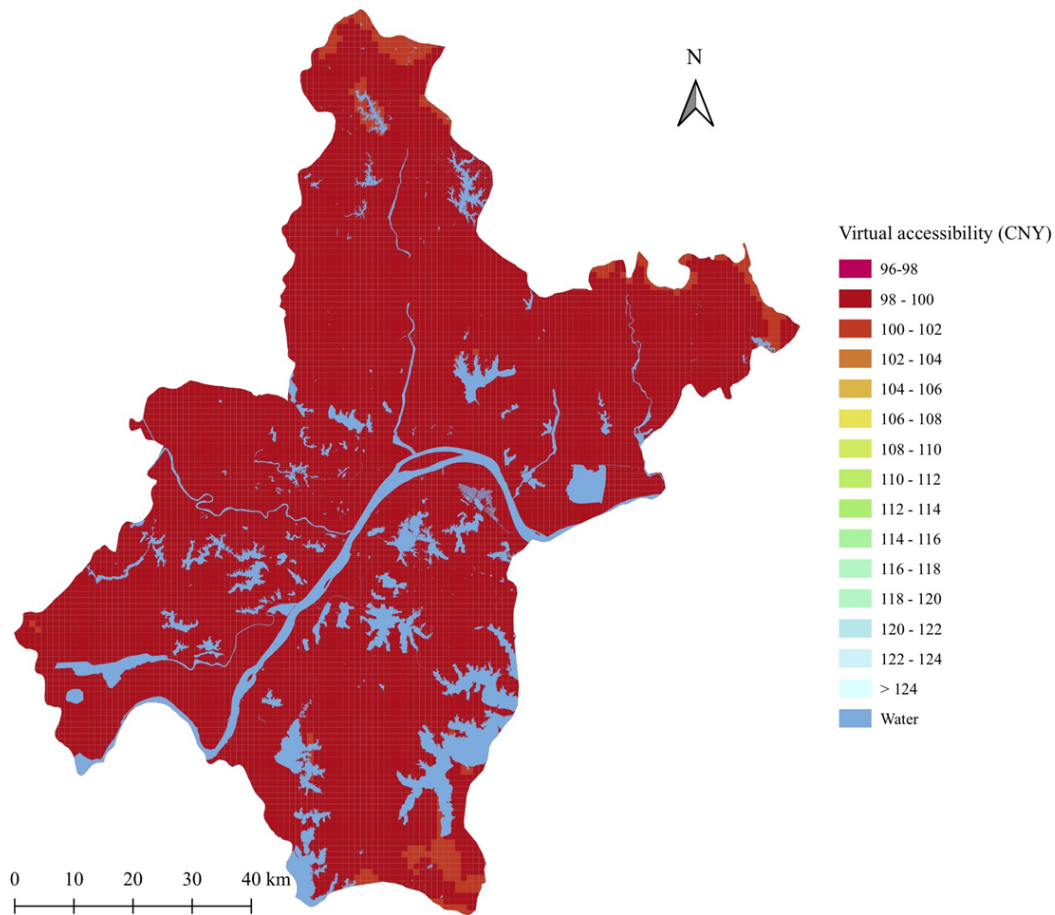 N
Virtual accessibility (CNY)
96-98
98 - 100
100 - 102
102 - 104
104 - 106
106 - 108
108 - 110
110 - 112
112 - 114
114 - 116
116 - 118
118 - 120
120 - 122
122 - 124
> 124
Water
0 10 20 30 40 km